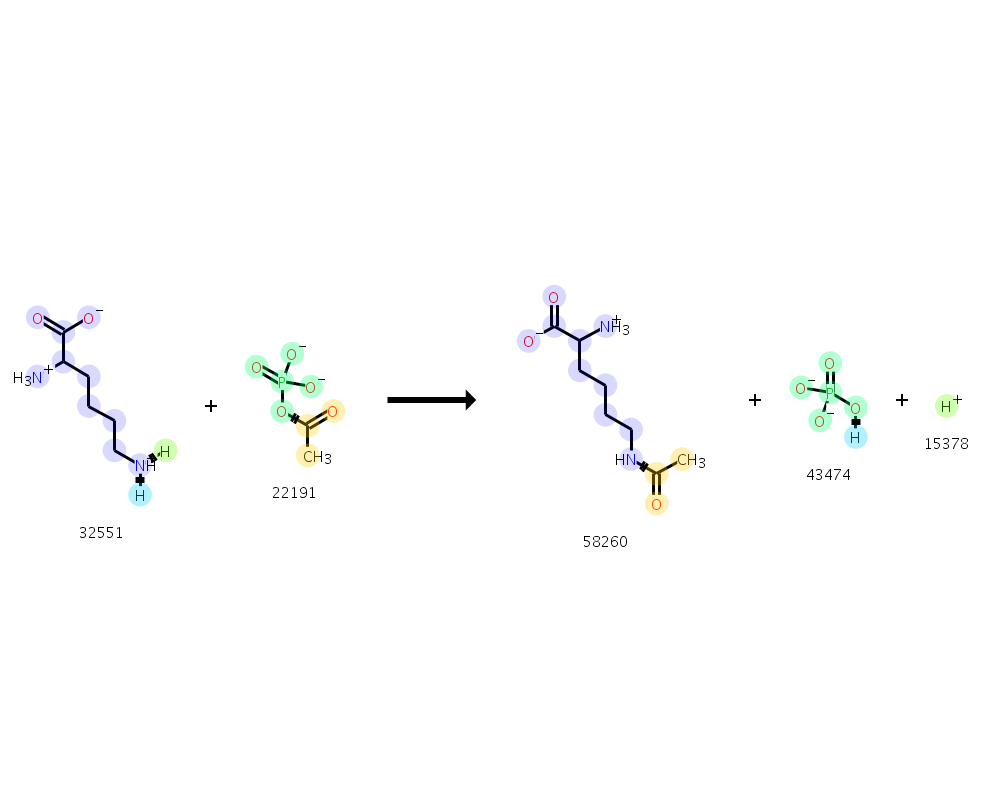 O O⁻ H₃N⁺ NH H H
32551
+
O O⁻ P O⁻ O O CH₃
22191
O O⁻ NH₃⁺ HN CH₃ O
58260
+
O O⁻ P O O⁻ H
43474
+
H⁺
15378